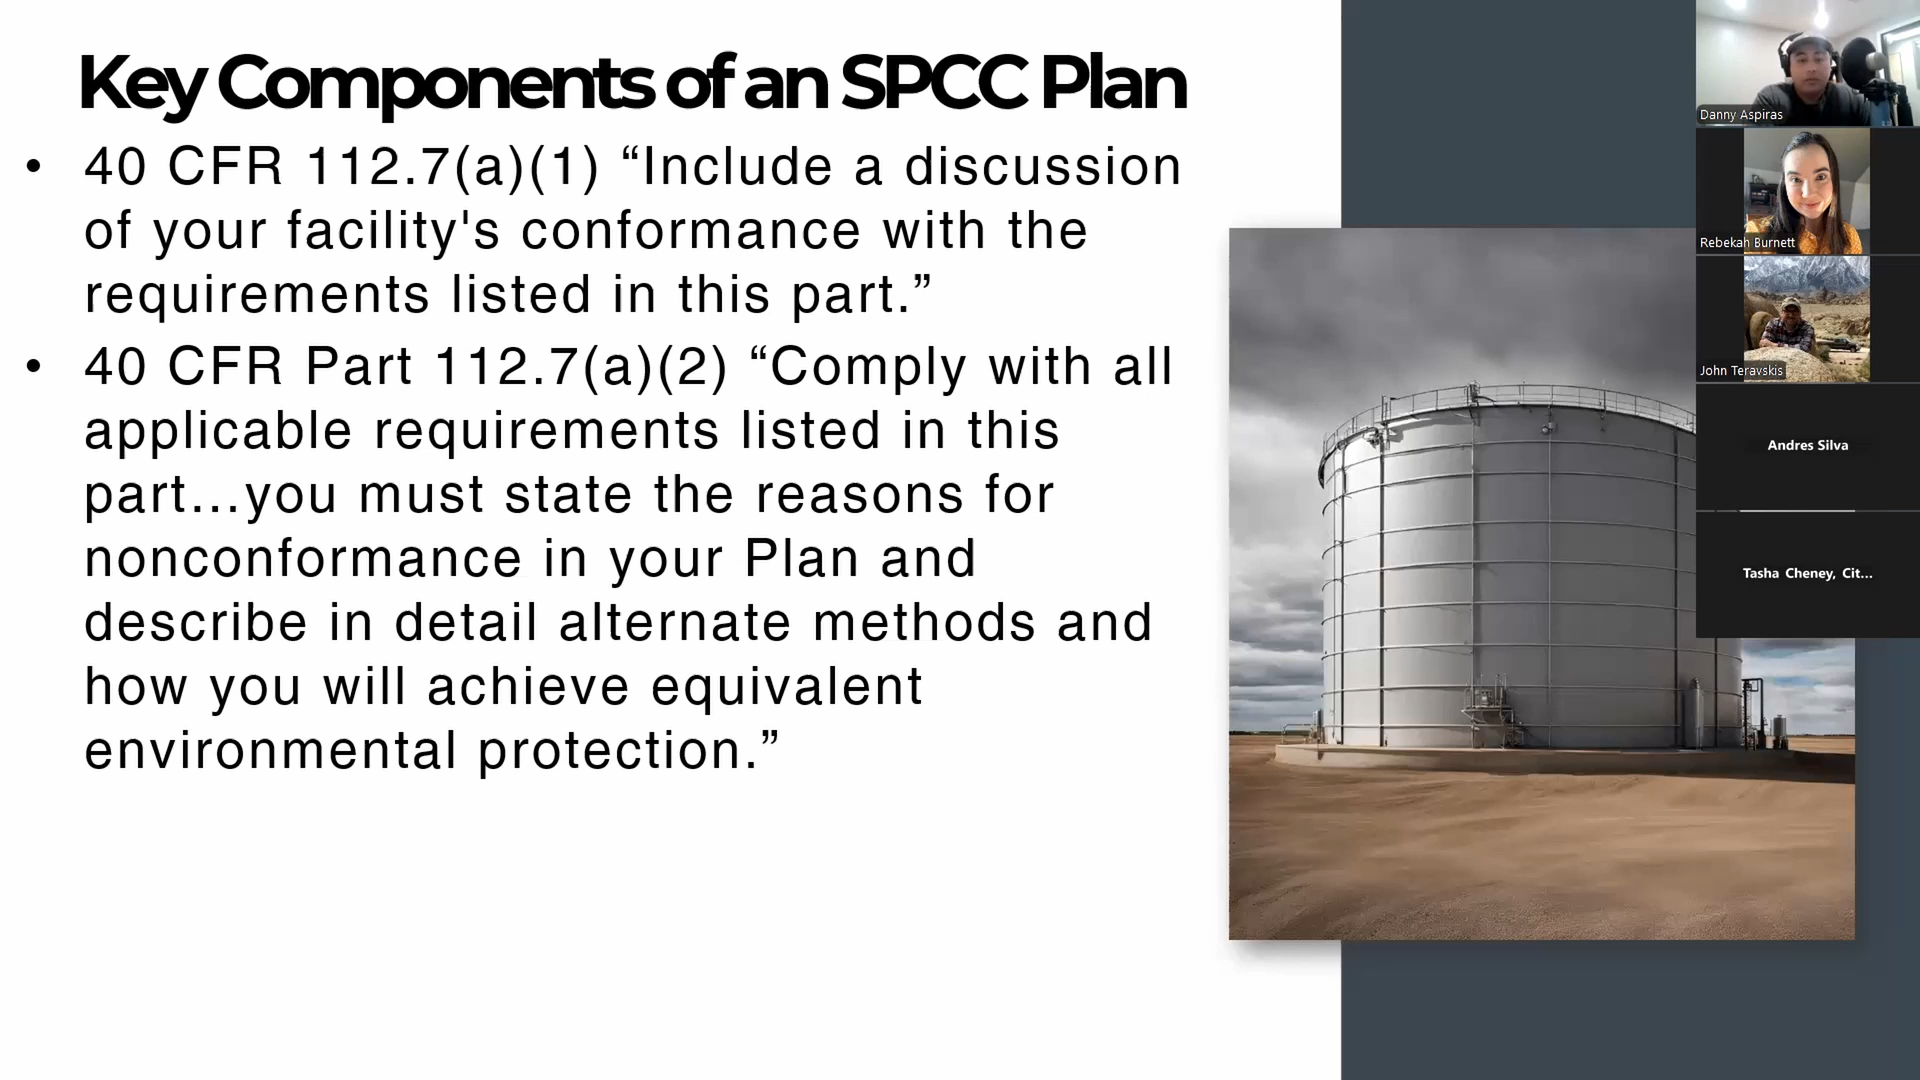 Key Components of an SPCC Plan
• 40 CFR 112.7(a)(1) “Include a discussion
of your facility's conformance with the
requirements listed in this part.”
• 40 CFR Part 112.7(a)(2) “Comply with all
applicable requirements listed in this
part...you must state the reasons for
nonconformance in your Plan and
describe in detail alternate methods and
how you will achieve equivalent
environmental protection.”
Danny Aspiras
Rebekah Burnett
John Teravskis
Andres Silva
Tasha Cheney, Cit...